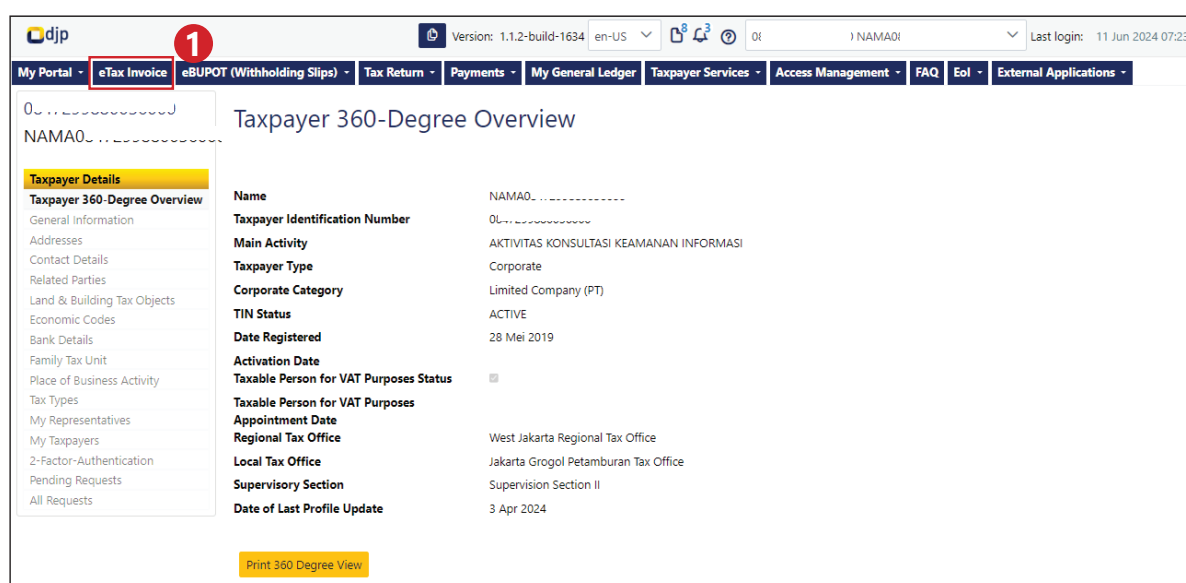 djp
1
Version: 1.1.2-build-1634 en-US 8 3 NAMA0 Last login: 11 Jun 2024 07:23
My Portal eTax Invoice eBUPOT (Withholding Slips) Tax Return Payments My General Ledger Taxpayer Services Access Management FAQ EoI External Applications
NAMA0
Taxpayer 360-Degree Overview
Taxpayer Details
Taxpayer 360-Degree Overview
General Information
Addresses
Contact Details
Related Parties
Land & Building Tax Objects
Economic Codes
Bank Details
Family Tax Unit
Place of Business Activity
Tax Types
My Representatives
My Taxpayers
2-Factor-Authentication
Pending Requests
All Requests
Name NAMA0
Taxpayer Identification Number
Main Activity AKTIVITAS KONSULTASI KEAMANAN INFORMASI
Taxpayer Type Corporate
Corporate Category Limited Company (PT)
TIN Status ACTIVE
Date Registered 28 Mei 2019
Activation Date
Taxable Person for VAT Purposes Status
Taxable Person for VAT Purposes
Appointment Date
Regional Tax Office West Jakarta Regional Tax Office
Local Tax Office Jakarta Grogol Petamburan Tax Office
Supervisory Section Supervision Section II
Date of Last Profile Update 3 Apr 2024
Print 360 Degree View